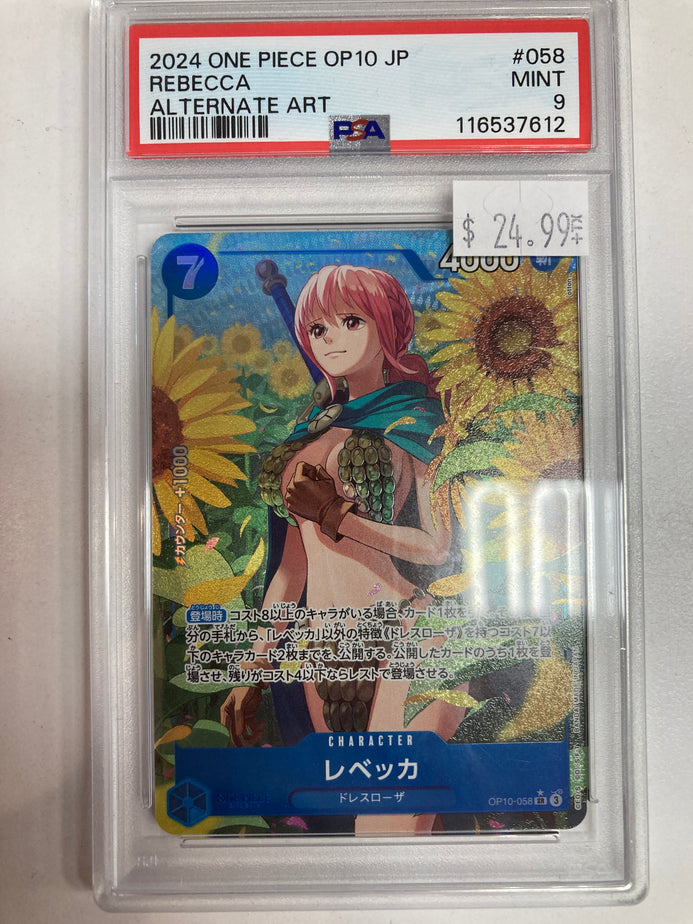 2024 ONE PIECE OP10 JP #058
REBECCA MINT
ALTERNATE ART 9
PSA 116537612
$ 24.99 +TX
7
4000 斬
カウンター +1000
登場時 コスト8以上のキャラがいる場合、カード1枚を
分の手札から、「レベッカ」以外の特徴《ドレスローザ》を持つコスト7以
下のキャラカード2枚までを、公開する。公開したカードのうち1枚を登
場させ、残りがコスト4以下ならレストで登場させる。
CHARACTER
レベッカ
ドレスローザ
OP10-058 SR 3